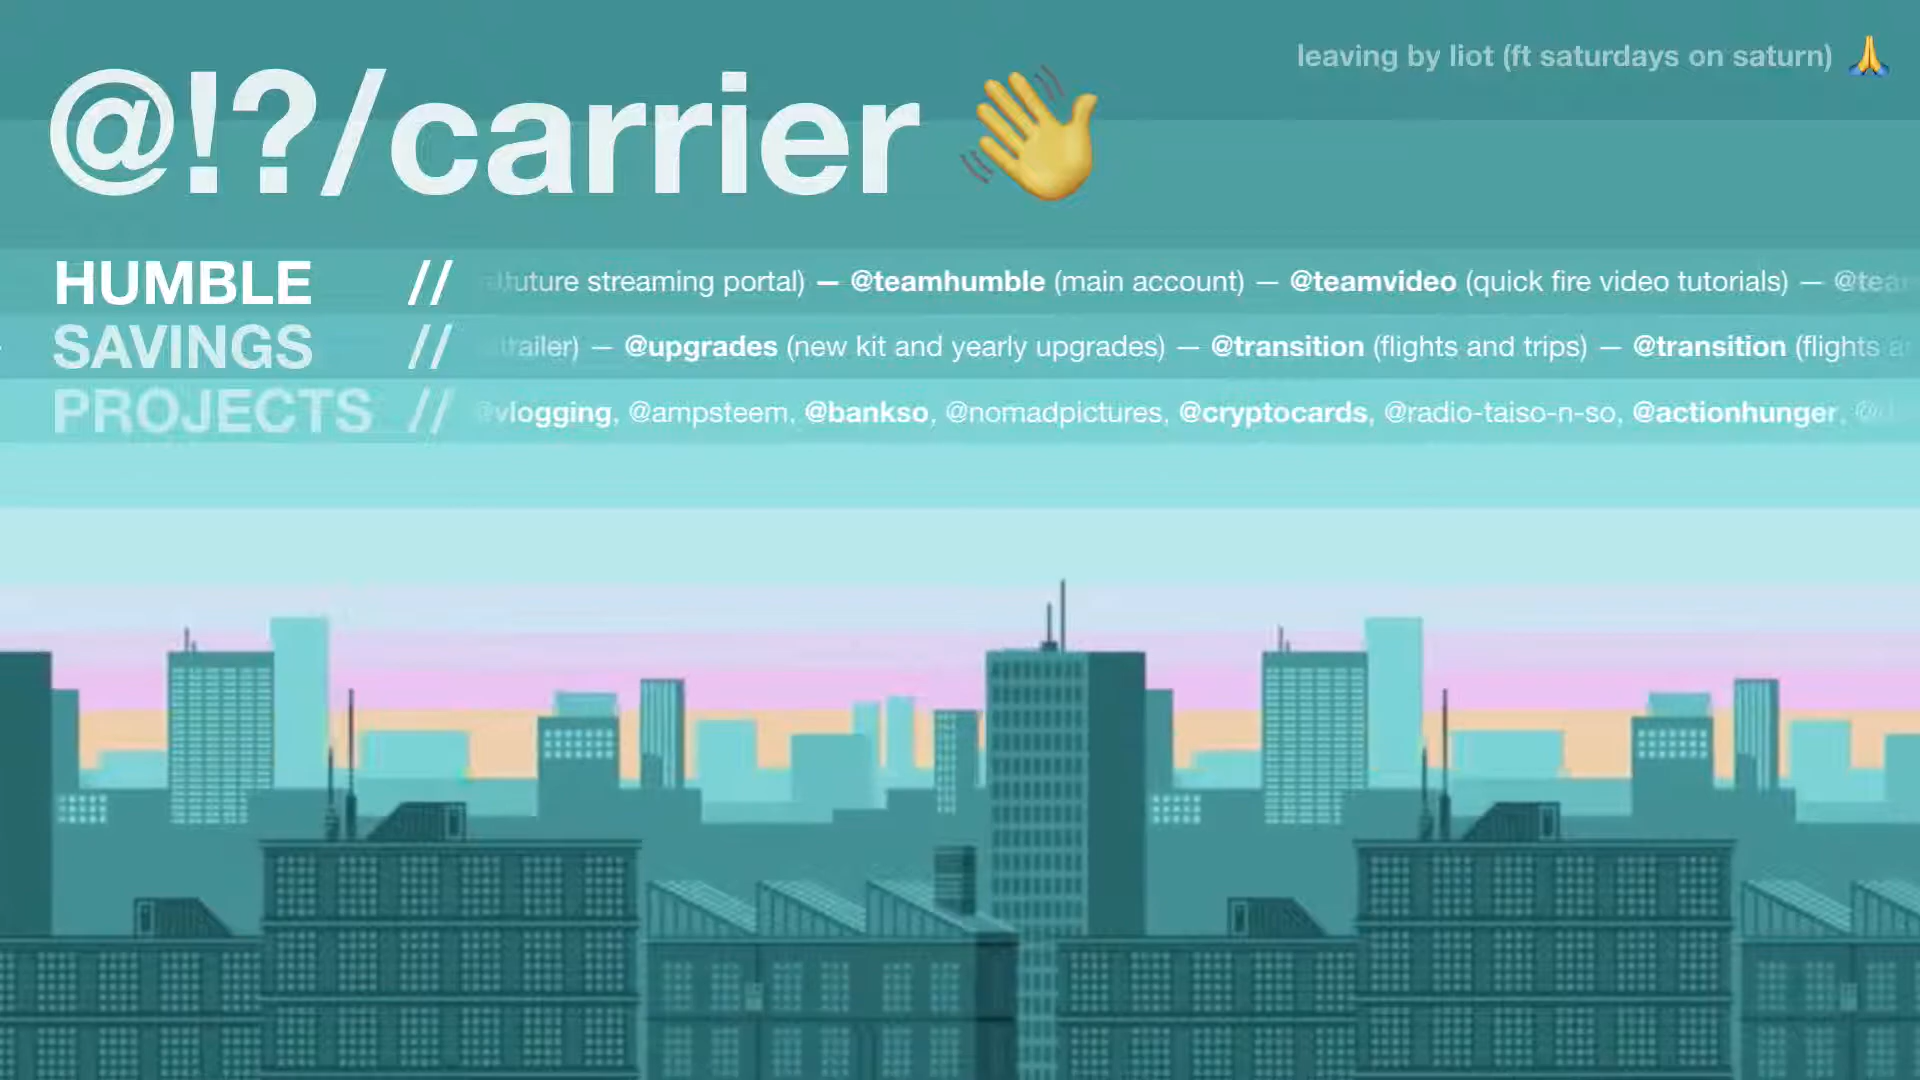 leaving by liot (ft saturdays on saturn) 🙏
@!?/carrier 👋
HUMBLE // future streaming portal) — @teamhumble (main account) — @teamvideo (quick fire video tutorials) —
SAVINGS // trailer) — @upgrades (new kit and yearly upgrades) — @transition (flights and trips) — @transition (flights
PROJECTS // @vlogging, @ampsteem, @bankso, @nomadpictures, @cryptocards, @radio-taiso-n-so, @actionhunger,